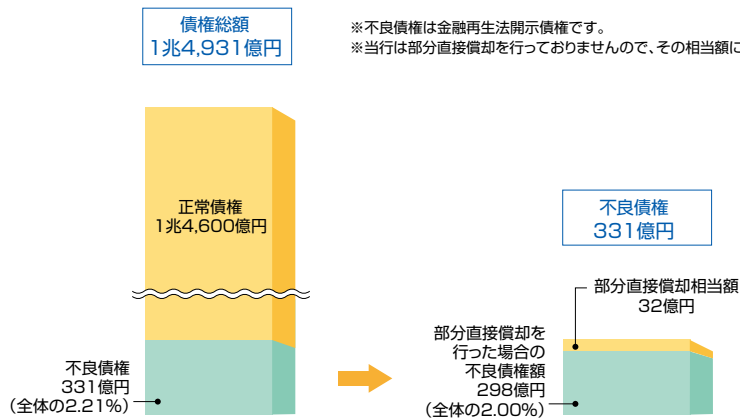 債権総額
1兆4,931億円
※不良債権は金融再生法開示債権です。
※当行は部分直接償却を行っておりませんので、その相当額に
正常債権
1兆4,600億円
不良債権
331億円
(全体の2.21%)
不良債権
331億円
部分直接償却相当額
32億円
部分直接償却を
行った場合の
不良債権額
298億円
(全体の2.00%)